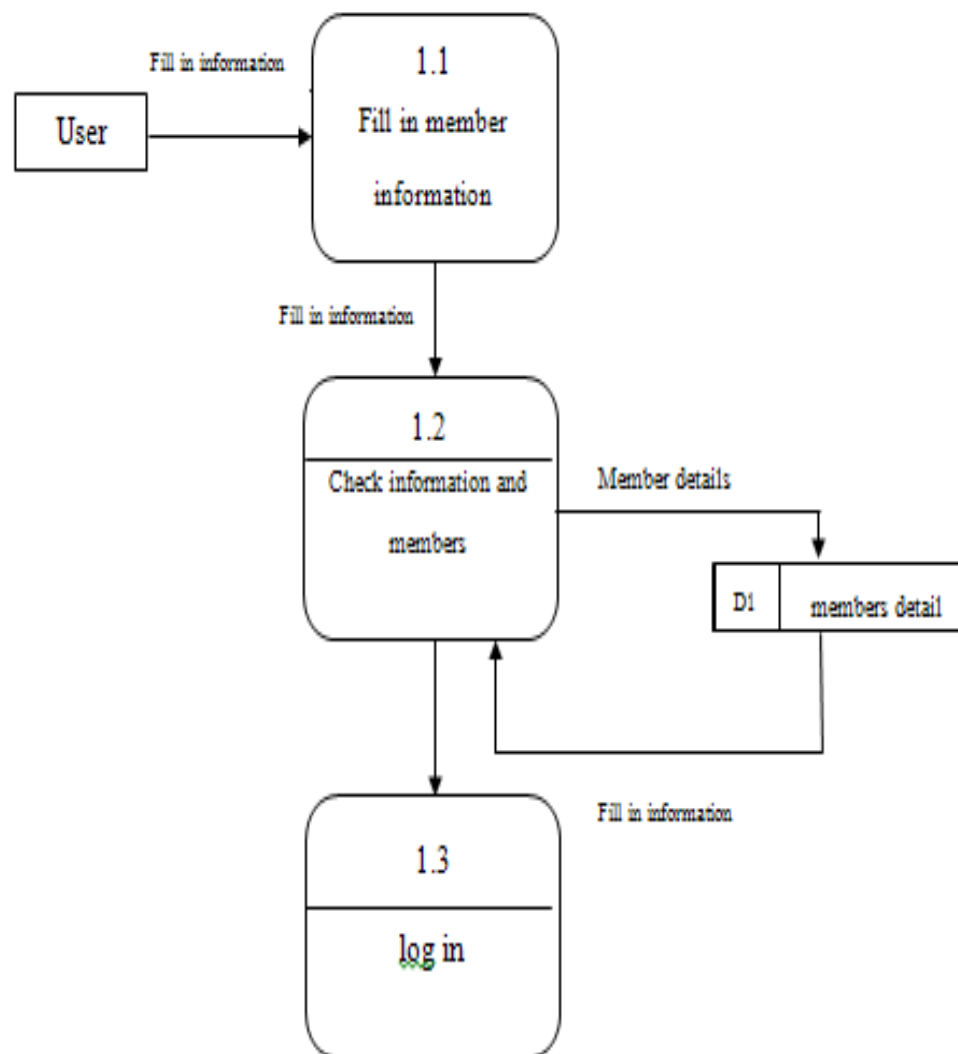 Fill in information
User
1.1
Fill in member
information
Fill in information
1.2
Check information and
members
Member details
D1
members detail
Fill in information
1.3
log in